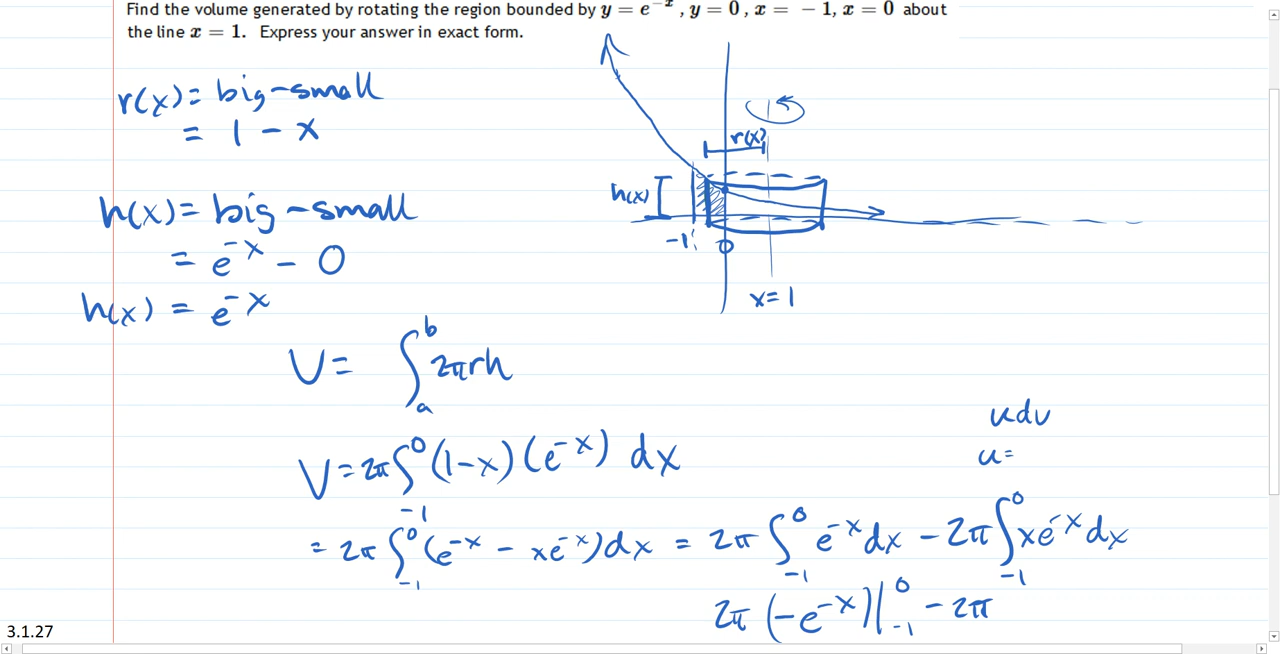 Find the volume generated by rotating the region bounded by y = e^{-x}, y = 0, x = -1, x = 0 about
the line x = 1. Express your answer in exact form.
r(x) = big - small
= 1 - x
h(x) = big - small
= e^{-x} - 0
h(x) = e^{-x}
r(x)
h(x)
-1
0
x = 1
V = ∫_a^b 2πrh
u dv
u =
V = 2π ∫_{-1}^0 (1-x)(e^{-x}) dx
= 2π ∫_{-1}^0 (e^{-x} - xe^{-x}) dx = 2π ∫_{-1}^0 e^{-x} dx - 2π ∫_{-1}^0 xe^{-x} dx
2π (-e^{-x})|_{-1}^0 - 2π
3.1.27